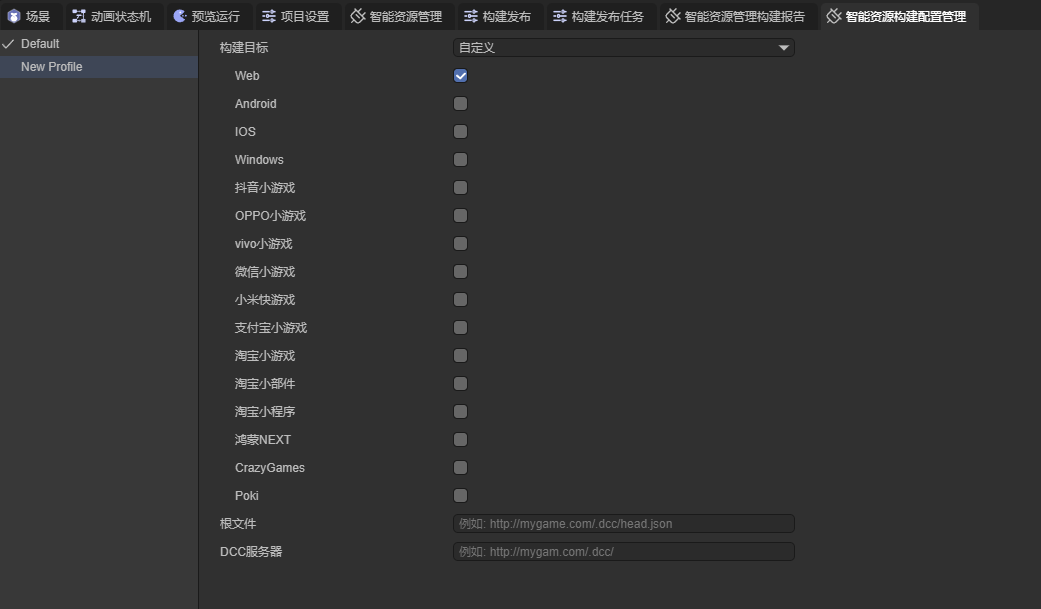 场景 动画状态机 预览运行 项目设置 智能资源管理 构建发布 构建发布任务 智能资源管理构建报告 智能资源构建配置管理
Default
New Profile
构建目标 自定义
Web
Android
IOS
Windows
抖音小游戏
OPPO小游戏
vivo小游戏
微信小游戏
小米快游戏
支付宝小游戏
淘宝小游戏
淘宝小部件
淘宝小程序
鸿蒙NEXT
CrazyGames
Poki
根文件 例如: http://mygame.com/.dcc/head.json
DCC服务器 例如: http://mygam.com/.dcc/